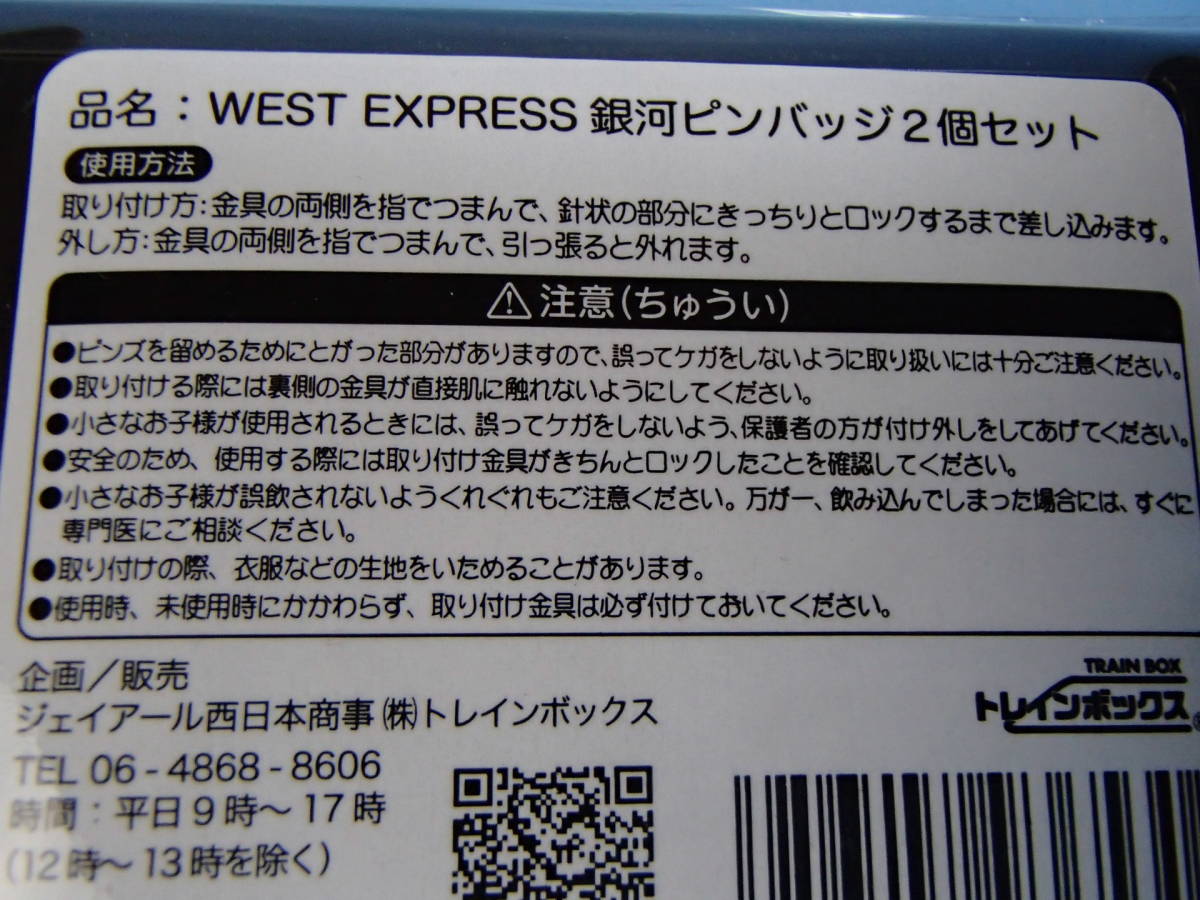 品名：WEST EXPRESS 銀河ピンバッジ2個セット
使用方法
取り付け方：金具の両側を指でつまんで、針状の部分にきっちりとロックするまで差し込みます。
外し方：金具の両側を指でつまんで、引っ張ると外れます。
注意(ちゅうい)
●ピンズを留めるためにとがった部分がありますので、誤ってケガをしないように取り扱いには十分ご注意ください。
●取り付ける際には裏側の金具が直接肌に触れないようにしてください。
●小さなお子様が使用されるときには、誤ってケガをしないよう、保護者の方が付け外しをしてあげてください。
●安全のため、使用する際には取り付け金具がきちんとロックしたことを確認してください。
●小さなお子様が誤飲されないようくれぐれもご注意ください。万が一、飲み込んでしまった場合には、すぐに
専門医にご相談ください。
●取り付けの際、衣服などの生地をいためることがあります。
●使用時、未使用時にかかわらず、取り付け金具は必ず付けておいてください。
企画／販売
ジェイアール西日本商事(株)トレインボックス
TRAIN BOX
トレインボックス
TEL 06-4868-8606
時間：平日9時～17時
(12時～13時を除く)